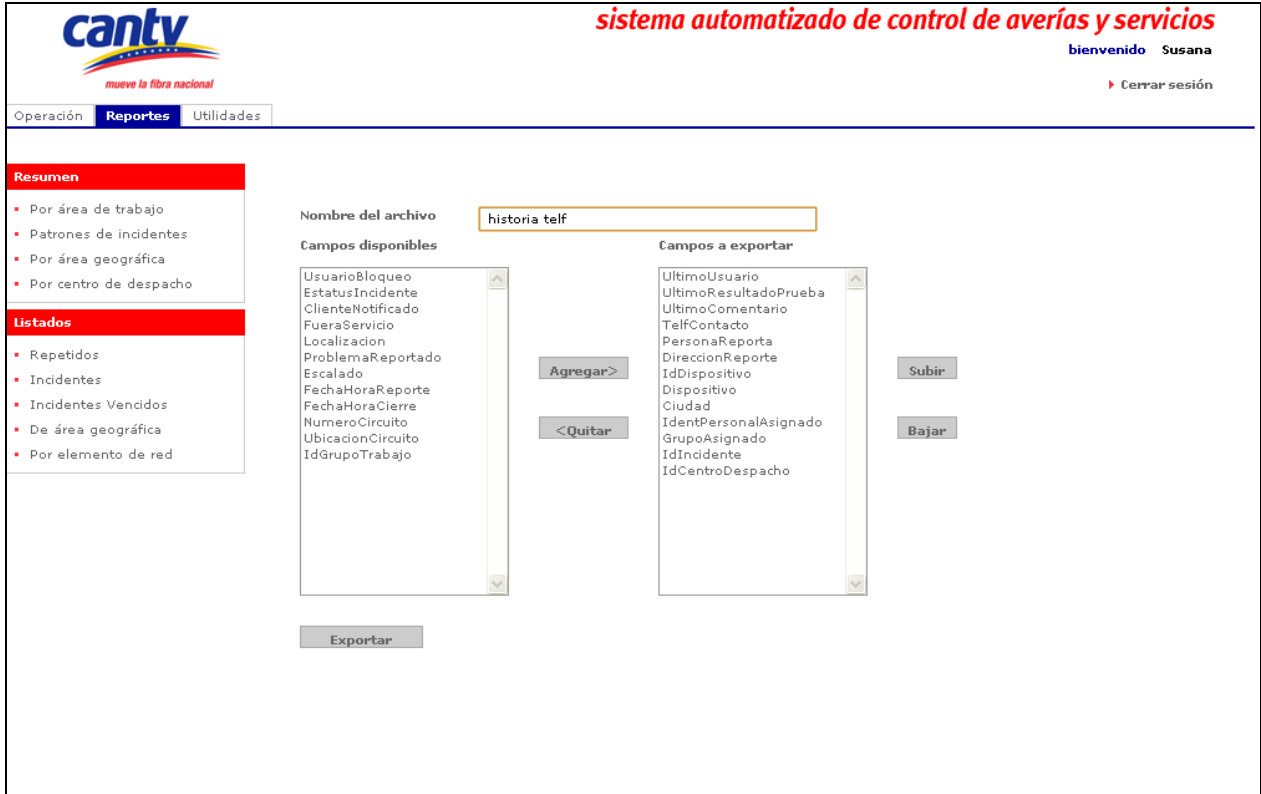 cantv
mueve la fibra nacional
sistema automatizado de control de averías y servicios
bienvenido Susana
Cerrar sesión
Operación Reportes Utilidades
Resumen
Por área de trabajo
Patrones de incidentes
Por área geográfica
Por centro de despacho
Listados
Repetidos
Incidentes
Incidentes Vencidos
De área geográfica
Por elemento de red
Nombre del archivo historia telf
Campos disponibles
UsuarioBloqueo
EstatusIncidente
ClienteNotificado
FueraServicio
Localizacion
ProblemaReportado
Escalado
FechaHoraReporte
FechaHoraCierre
NumeroCircuito
UbicacionCircuito
IdGrupoTrabajo
Agregar>
<Quitar
Campos a exportar
UltimoUsuario
UltimoResultadoPrueba
UltimoComentario
TelfContacto
PersonaReporta
DireccionReporte
IdDispositivo
Dispositivo
Ciudad
IdentPersonalAsignado
GrupoAsignado
IdIncidente
IdCentroDespacho
Subir
Bajar
Exportar